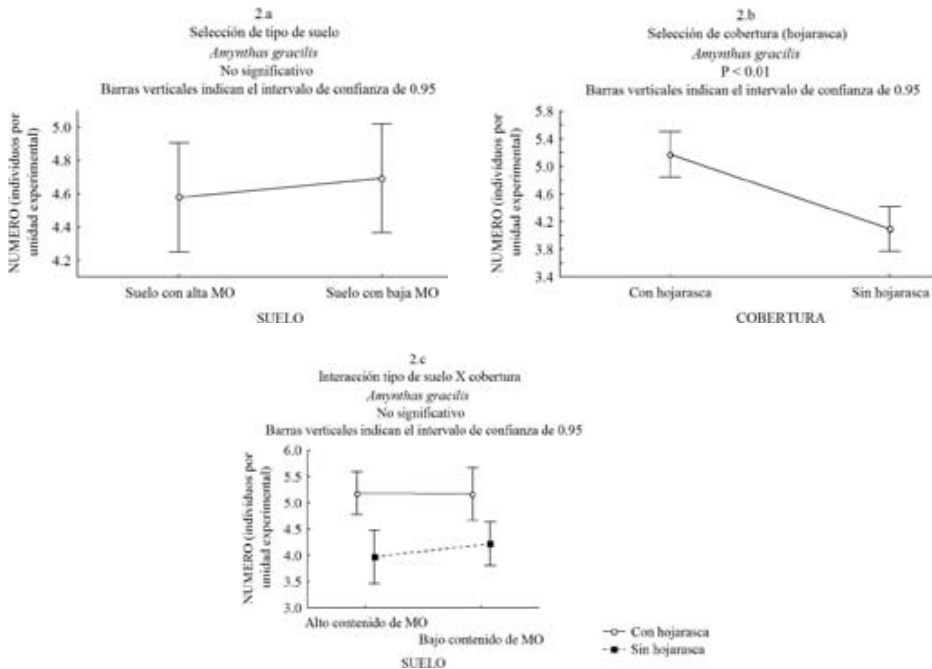 2.a
Selección de tipo de suelo
Amynthas gracilis
No significativo
Barras verticales indican el intervalo de confianza de 0.95
NUMERO (individuos por
unidad experimental)
5.0
4.8
4.6
4.4
4.2
Suelo con alta MO
Suelo con baja MO
SUELO
2.b
Selección de cobertura (hojarasca)
Amynthas gracilis
P < 0.01
Barras verticales indican el intervalo de confianza de 0.95
NUMERO (individuos por
unidad experimental)
5.8
5.4
5.0
4.6
4.2
3.8
3.4
Con hojarasca
Sin hojarasca
COBERTURA
2.c
Interacción tipo de suelo X cobertura
Amynthas gracilis
No significativo
Barras verticales indican el intervalo de confianza de 0.95
NUMERO (individuos por
unidad experimental)
6.0
5.5
5.0
4.5
4.0
3.5
3.0
Alto contenido de MO
Bajo contenido de MO
SUELO
Con hojarasca
Sin hojarasca